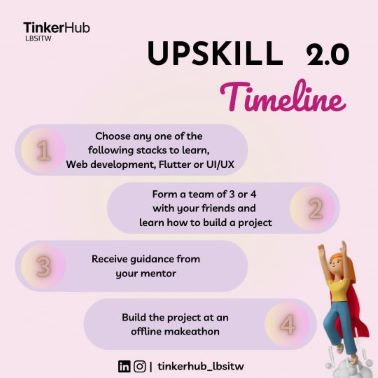 TinkerHub
LBSITW
UPSKILL 2.0
Timeline
1
Choose any one of the
following stacks to learn,
Web development, Flutter or UI/UX
Form a team of 3 or 4
with your friends and
learn how to build a project
2
3
Receive guidance from
your mentor
Build the project at an
offline makeathon
4
| tinkerhub_lbsitw